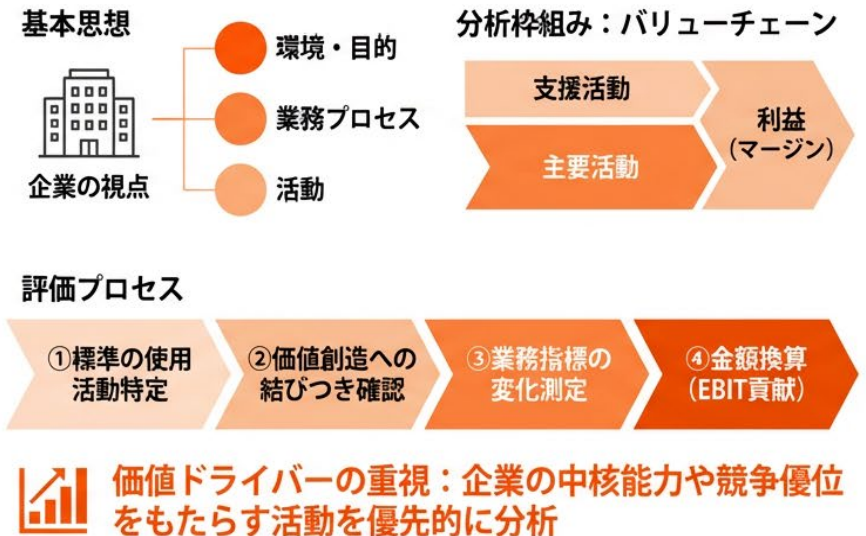 基本思想
環境・目的
業務プロセス
活動
企業の視点
分析枠組み：バリューチェーン
支援活動
主要活動
利益
(マージン)
評価プロセス
①標準の使用
活動特定
②価値創造への
結びつき確認
③業務指標の
変化測定
④金額換算
(EBIT貢献)
価値ドライバーの重視：企業の中核能力や競争優位
をもたらす活動を優先的に分析